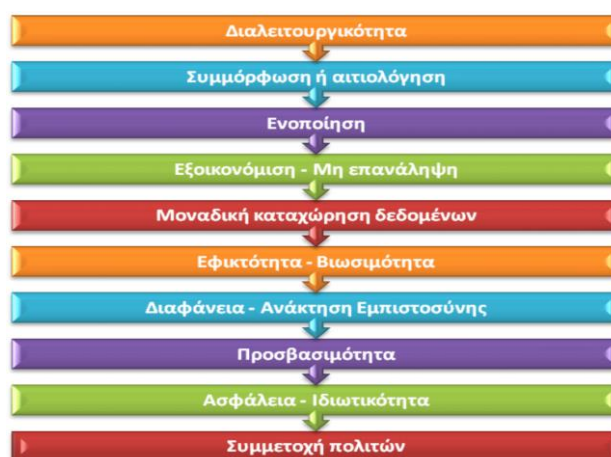 Διαλειτουργικότητα
Συμμόρφωση ή αιτιολόγηση
Ενοποίηση
Εξοικονόμιση - Μη επανάληψη
Μοναδική καταχώρηση δεδομένων
Εφικτότητα - Βιωσιμότητα
Διαφάνεια - Ανάκτηση Εμπιστοσύνης
Προσβασιμότητα
Ασφάλεια - Ιδιωτικότητα
Συμμετοχή πολιτών